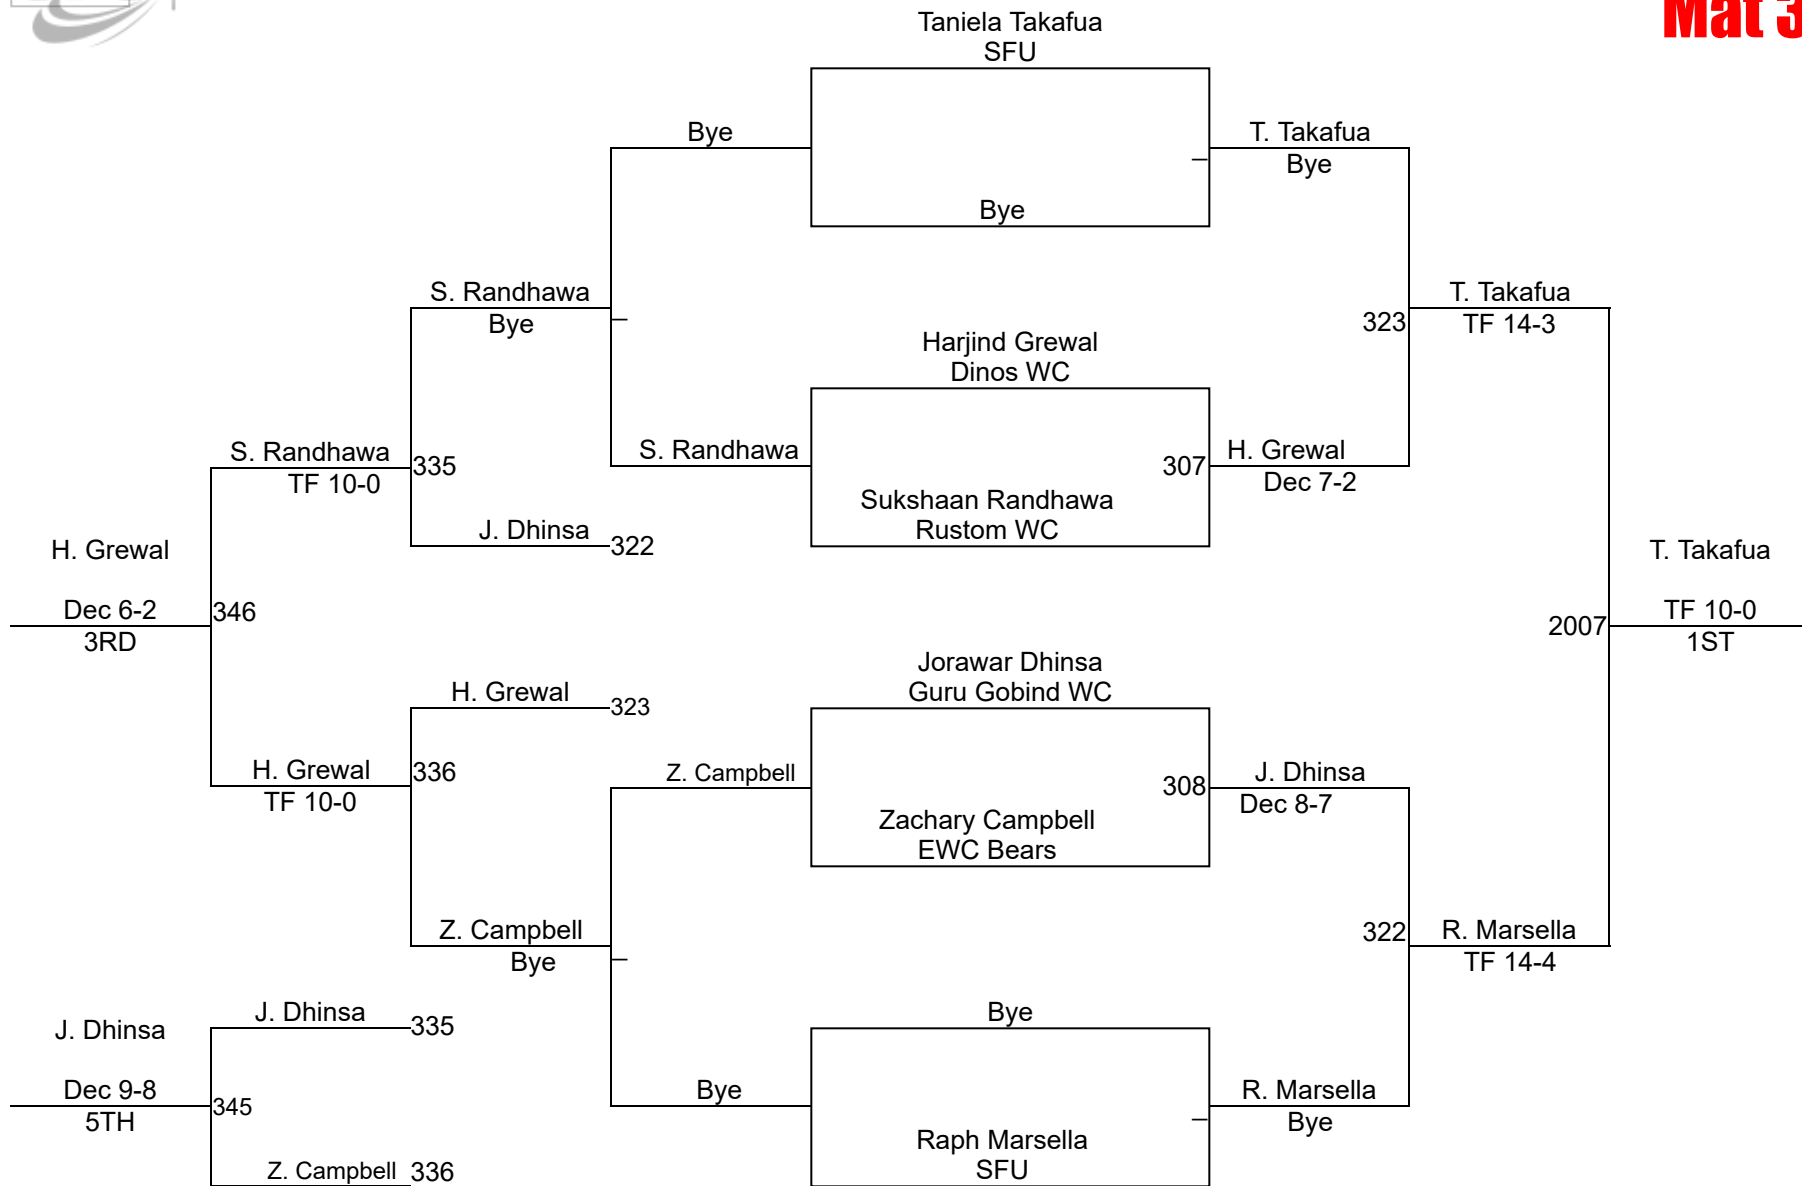 Mat 3
Taniela Takafua
SFU
Bye
T. Takafua
Bye
Bye
S. Randhawa
Bye
T. Takafua
TF 14-3
323
Harjind Grewal
Dinos WC
S. Randhawa
TF 10-0
335
S. Randhawa
307
H. Grewal
Dec 7-2
Sukshaan Randhawa
Rustom WC
J. Dhinsa
322
H. Grewal
Dec 6-2
3RD
346
T. Takafua
TF 10-0
1ST
2007
Jorawar Dhinsa
Guru Gobind WC
H. Grewal
323
H. Grewal
TF 10-0
336
Z. Campbell
308
J. Dhinsa
Dec 8-7
Zachary Campbell
EWC Bears
Z. Campbell
Bye
322
R. Marsella
TF 14-4
J. Dhinsa
335
Bye
J. Dhinsa
Dec 9-8
5TH
345
Bye
R. Marsella
Bye
Raph Marsella
SFU
Z. Campbell
336